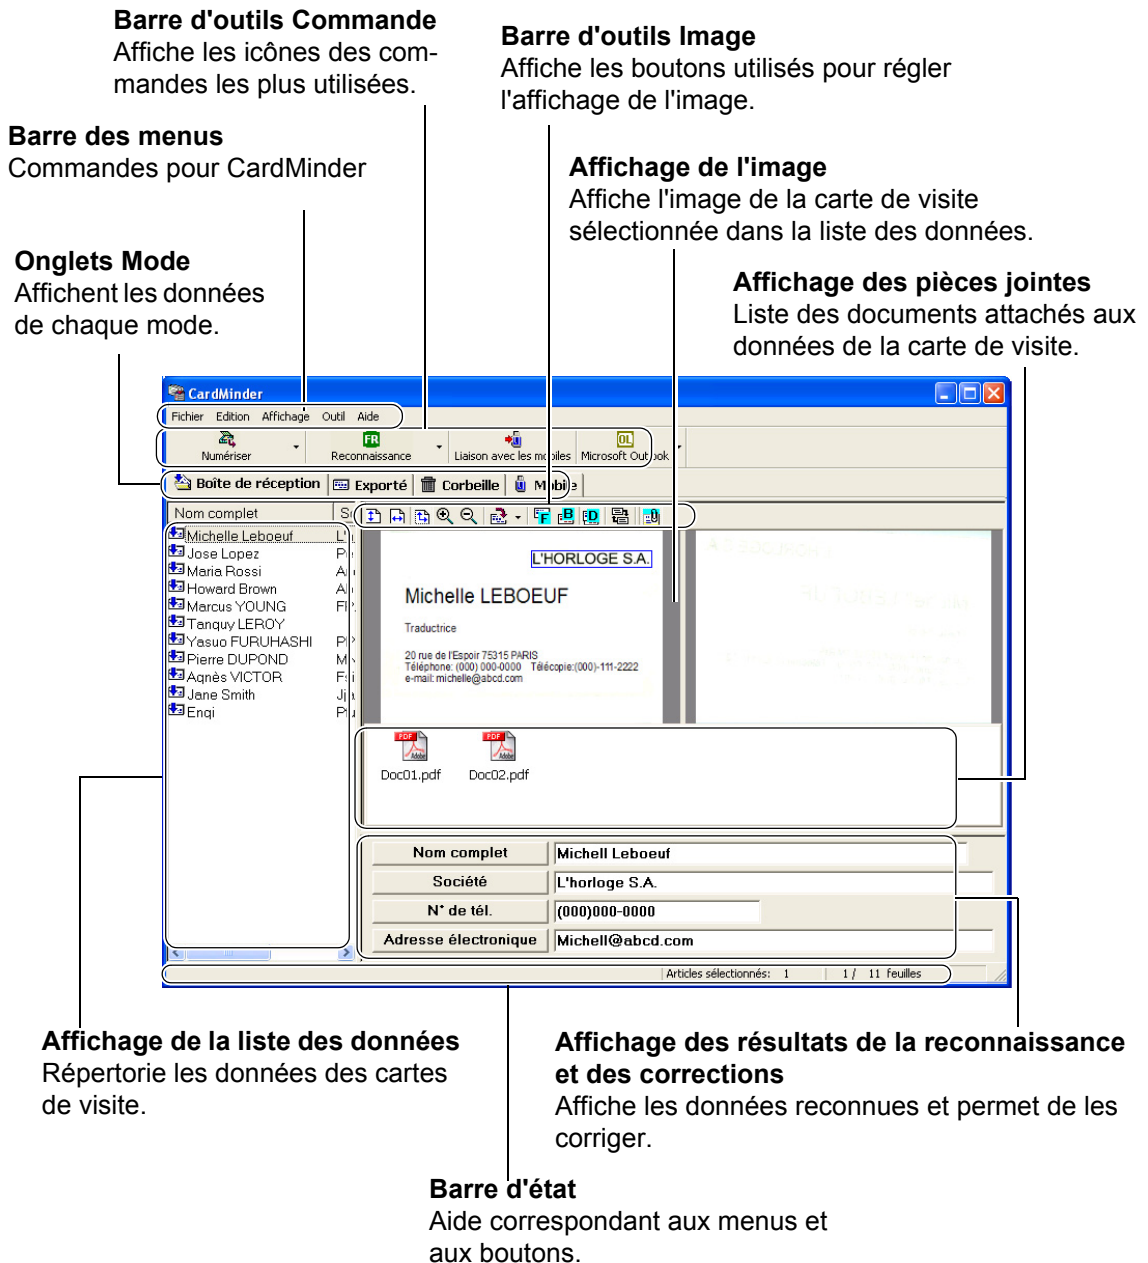 Barre d'outils Commande
Affiche les icônes des com-
mandes les plus utilisées.
Barre d'outils Image
Affiche les boutons utilisés pour régler
l'affichage de l'image.
Barre des menus
Commandes pour CardMinder
Affichage de l'image
Affiche l'image de la carte de visite
sélectionnée dans la liste des données.
Onglets Mode
Affichent les données
de chaque mode.
Affichage des pièces jointes
Liste des documents attachés aux
données de la carte de visite.
CardMinder
Fichier Edition Affichage Outil Aide
Numériser Reconnaissance Liaison avec les mobiles Microsoft Outlook
Boîte de réception Exporté Corbeille Mobile
Nom complet
Michelle Leboeuf
Jose Lopez
Maria Rossi
Howard Brown
Marcus YOUNG
Tanguy LEROY
Yasuo FURUHASHI
Pierre DUPOND
Agnès VICTOR
Jane Smith
Enqi
L'HORLOGE S.A.
Michelle LEBOEUF
Traductrice
20 rue de l'Espoir 75315 PARIS
Téléphone: (000) 000-0000 Télécopie:(000)-111-2222
e-mail: michelle@abcd.com
Doc01.pdf Doc02.pdf
Nom complet Michell Leboeuf
Société L'horloge S.A.
N° de tél. (000)000-0000
Adresse électronique Michell@abcd.com
Articles sélectionnés: 1 1 / 11 feuilles
Affichage de la liste des données
Répertorie les données des cartes
de visite.
Affichage des résultats de la reconnaissance
et des corrections
Affiche les données reconnues et permet de les
corriger.
Barre d'état
Aide correspondant aux menus et
aux boutons.